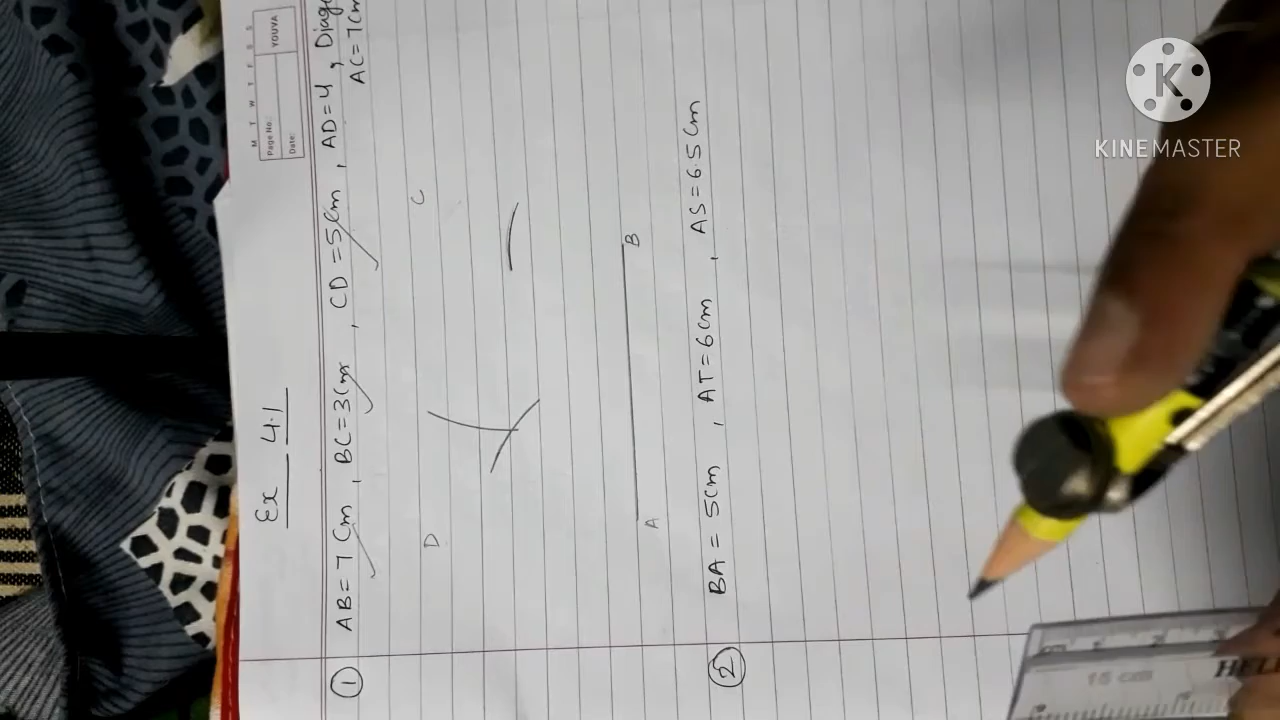 M T W T F S S
Page No.:
Date:
YOUVA
Ex 4.1
① AB = 7 Cm, BC = 3 Cm, CD = 5 Cm, AD = 4, Diago
AC = 7 Cm
D C
A B
② BA = 5 Cm, AT = 6 Cm, AS = 6.5 Cm
15 cm
K
KINEMASTER